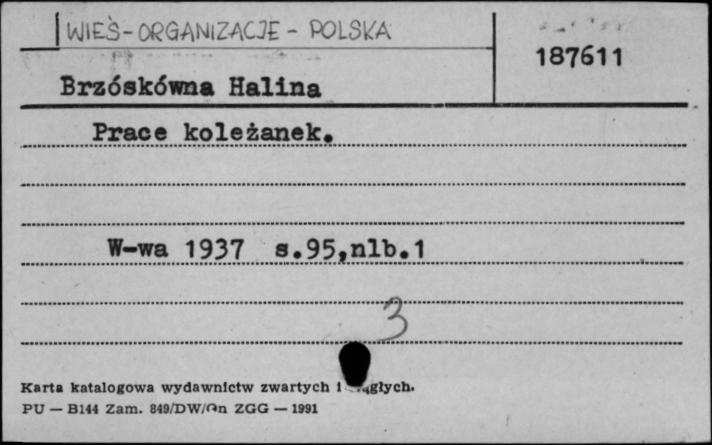 WIEŚ-ORGANIZACJE - POLSKA
187611
Brzóskówna Halina
Prace koleżanek.
W-wa 1937 s.95,nlb.1
3
Karta katalogowa wydawnictw zwartych i
PU — B144 Zam. 849/DW/Qn ZGG — 1991